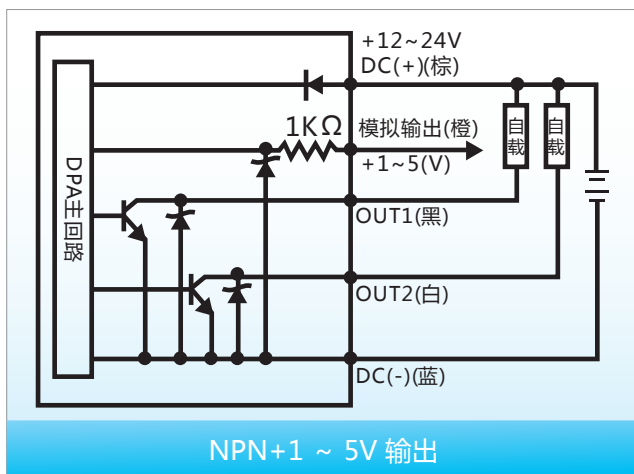 +12~24V
DC(+)(棕)
1KΩ
模拟输出(橙)
+1~5(V)
自载
自载
DPA主回路
OUT1(黑)
OUT2(白)
DC(-)(蓝)
NPN+1 ~ 5V 输出